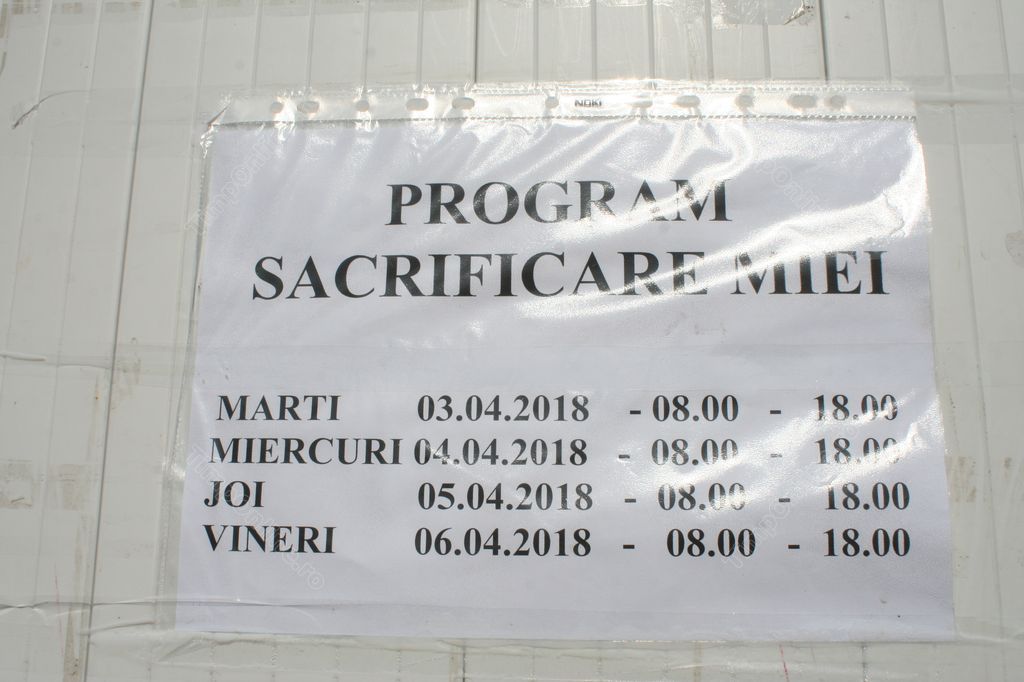 NOKI
PROGRAM
SACRIFICARE MIEI
MARTI 03.04.2018 - 08.00 - 18.00
MIERCURI 04.04.2018 - 08.00 - 18.00
JOI 05.04.2018 - 08.00 - 18.00
VINERI 06.04.2018 - 08.00 - 18.00